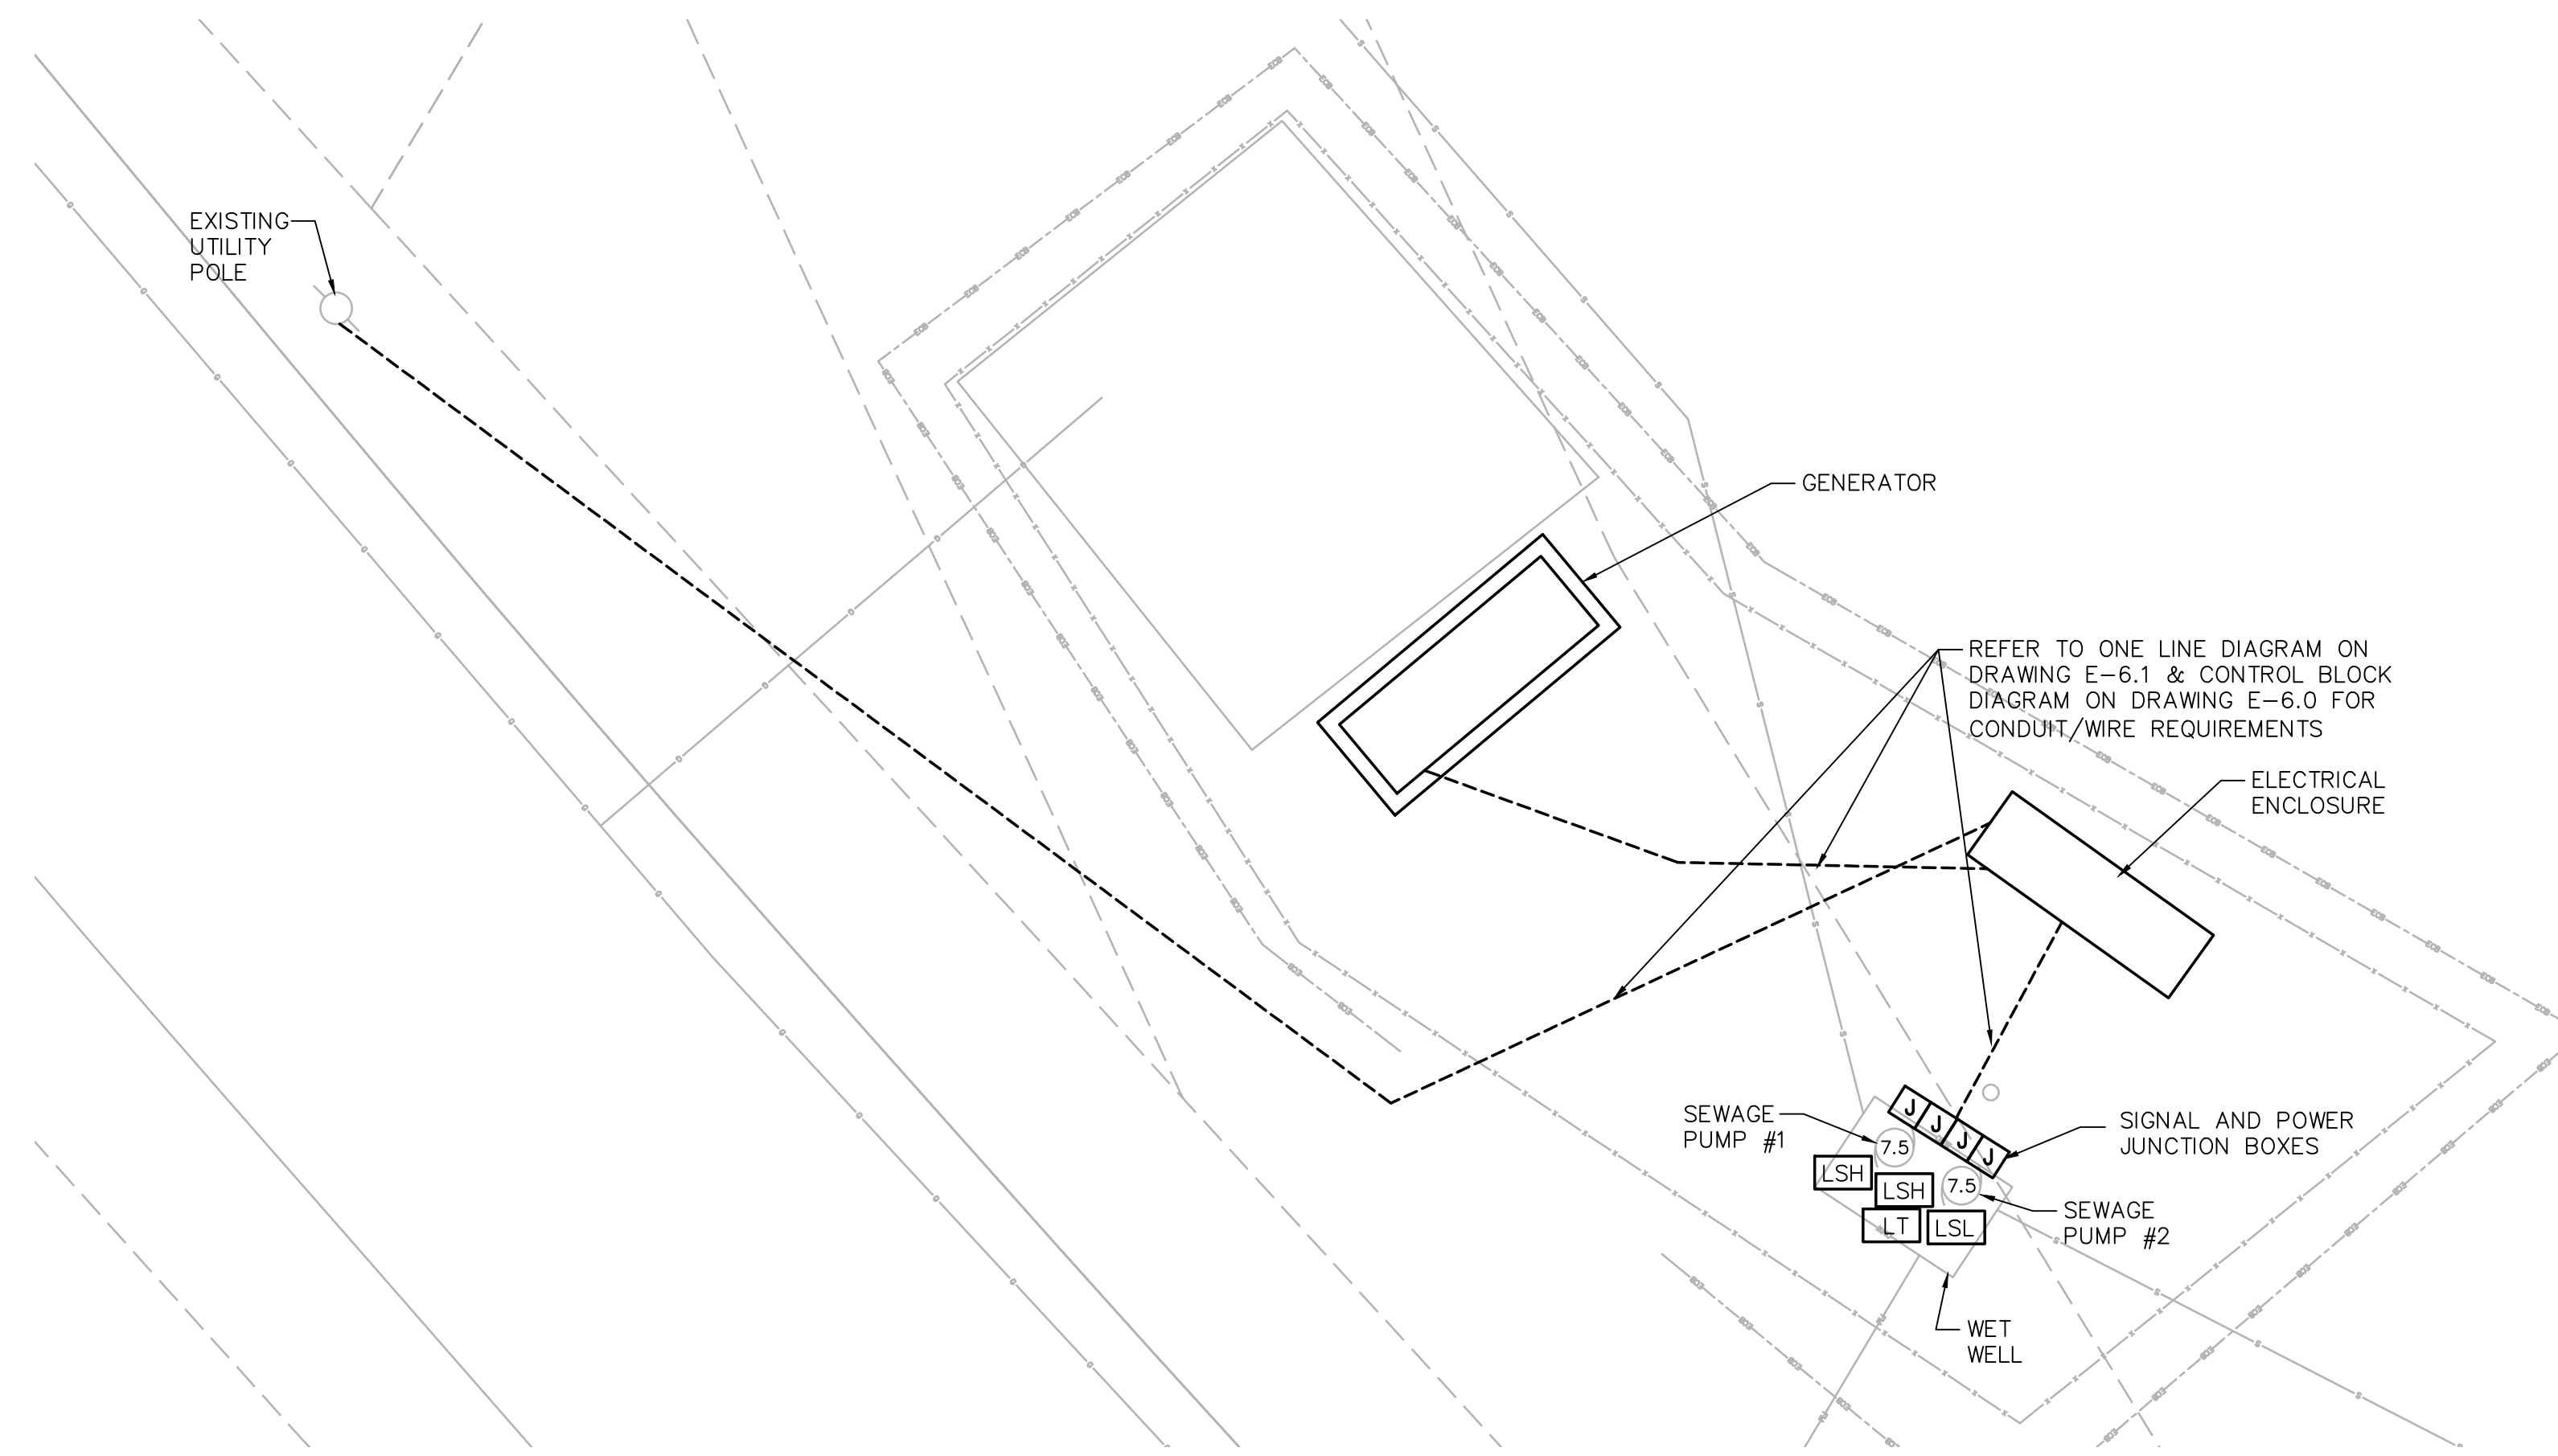 EXISTING
UTILITY
POLE
GENERATOR
REFER TO ONE LINE DIAGRAM ON
DRAWING E-6.1 & CONTROL BLOCK
DIAGRAM ON DRAWING E-6.0 FOR
CONDUIT/WIRE REQUIREMENTS
ELECTRICAL
ENCLOSURE
SEWAGE
PUMP #1
J
J
J
J
SIGNAL AND POWER
JUNCTION BOXES
7.5
7.5
LSH
LSH
LT
LSL
SEWAGE
PUMP #2
WET
WELL